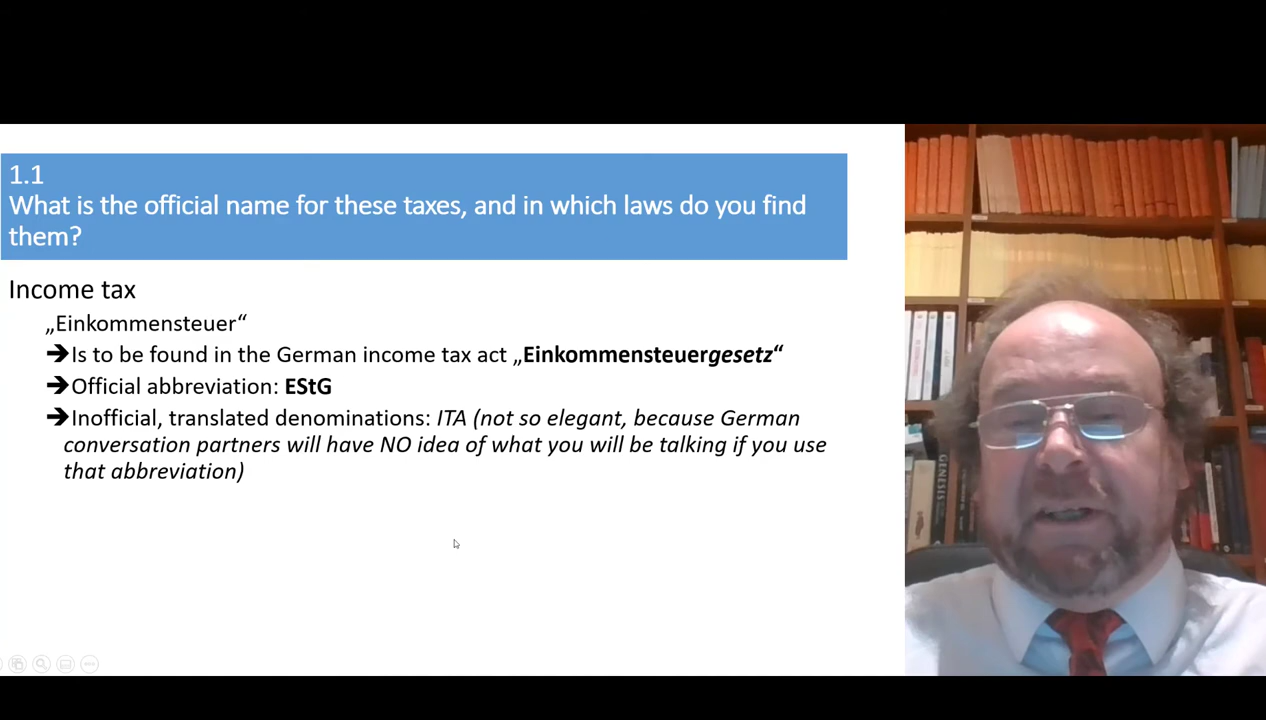 1.1
What is the official name for these taxes, and in which laws do you find
them?
Income tax
„Einkommensteuer“
➔Is to be found in the German income tax act „Einkommensteuergesetz“
➔Official abbreviation: EStG
➔Inofficial, translated denominations: ITA (not so elegant, because German
conversation partners will have NO idea of what you will be talking if you use
that abbreviation)
GENESIS